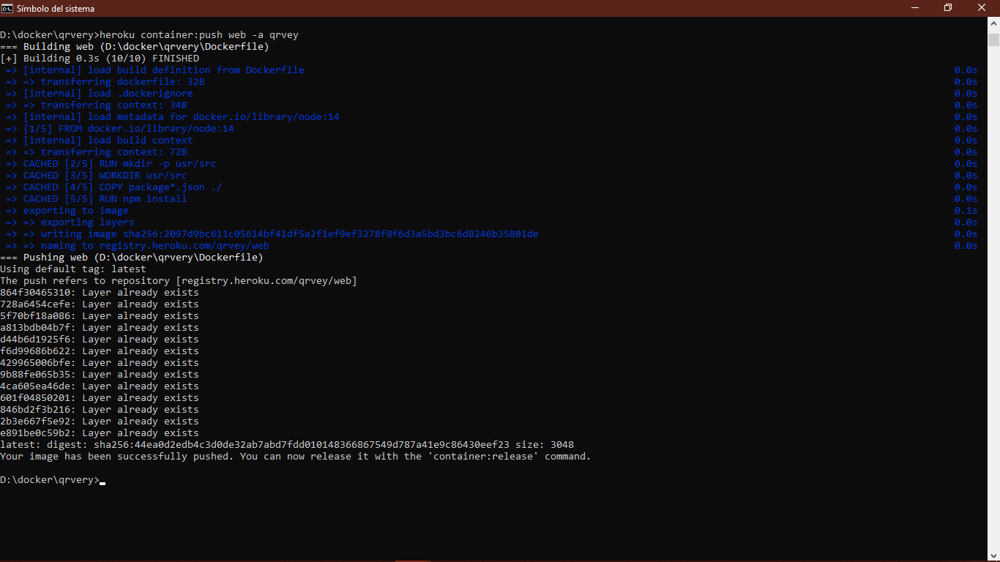 Símbolo del sistema
D:\docker\qrvery>heroku container:push web -a qrvey
=== Building web (D:\docker\qrvery\Dockerfile)
[+] Building 0.3s (10/10) FINISHED
=> [internal] load build definition from Dockerfile 0.0s
=> => transferring dockerfile: 32B 0.0s
=> [internal] load .dockerignore 0.0s
=> => transferring context: 34B 0.0s
=> [internal] load metadata for docker.io/library/node:14 0.0s
=> [1/5] FROM docker.io/library/node:14 0.0s
=> [internal] load build context 0.0s
=> => transferring context: 72B 0.0s
=> CACHED [2/5] RUN mkdir -p usr/src 0.0s
=> CACHED [3/5] WORKDIR usr/src 0.0s
=> CACHED [4/5] COPY package*.json ./ 0.0s
=> CACHED [5/5] RUN npm install 0.0s
=> exporting to image 0.1s
=> => exporting layers 0.0s
=> => writing image sha256:2097d9bc611c05614bf41df5a2f1ef9ef3278f8f6d3a5bd3bc6d8246b35801de 0.0s
=> => naming to registry.heroku.com/qrvey/web 0.0s
=== Pushing web (D:\docker\qrvery\Dockerfile)
Using default tag: latest
The push refers to repository [registry.heroku.com/qrvey/web]
864f30465310: Layer already exists
728a6454cefe: Layer already exists
5f70bf18a086: Layer already exists
a813bdb04b7f: Layer already exists
d44b6d1925f6: Layer already exists
f6d99686b622: Layer already exists
429965006bfe: Layer already exists
9b88fe065b35: Layer already exists
4ca605ea46de: Layer already exists
601f04850201: Layer already exists
846bd2f3b216: Layer already exists
2b3e667f5e92: Layer already exists
e891be0c59b2: Layer already exists
latest: digest: sha256:44ea0d2edb4c3d0de32ab7abd7fdd010148366867549d787a41e9c86430eef23 size: 3048
Your image has been successfully pushed. You can now release it with the 'container:release' command.
D:\docker\qrvery>